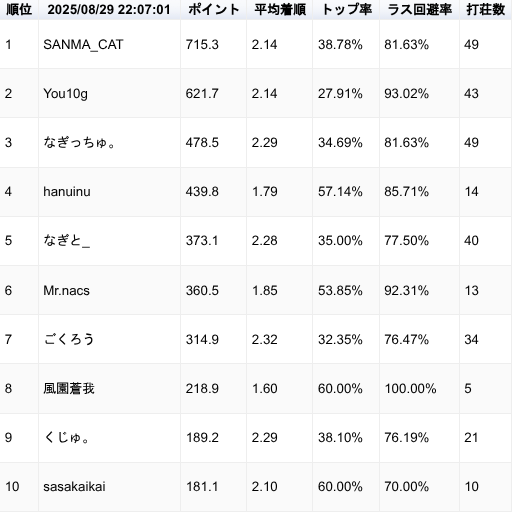 順位 2025/08/29 22:07:01 ポイント 平均着順 トップ率 ラス回避率 打荘数
1 SANMA_CAT 715.3 2.14 38.78% 81.63% 49
2 You10g 621.7 2.14 27.91% 93.02% 43
3 なぎっちゅ。 478.5 2.29 34.69% 81.63% 49
4 hanuinu 439.8 1.79 57.14% 85.71% 14
5 なぎと_ 373.1 2.28 35.00% 77.50% 40
6 Mr.nacs 360.5 1.85 53.85% 92.31% 13
7 ごくろう 314.9 2.32 32.35% 76.47% 34
8 風園蒼我 218.9 1.60 60.00% 100.00% 5
9 くじゅ。 189.2 2.29 38.10% 76.19% 21
10 sasakaikai 181.1 2.10 60.00% 70.00% 10